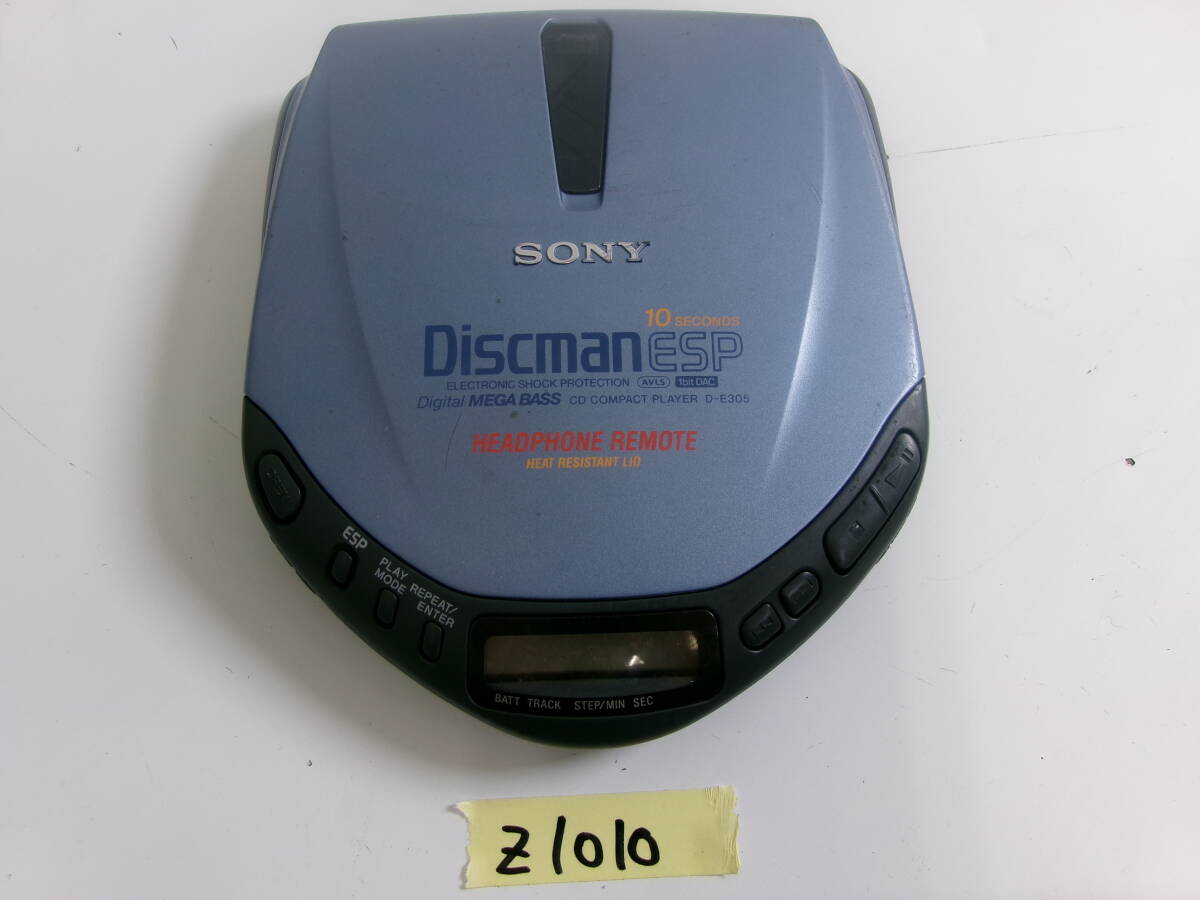 SONY
10 SECONDS
Discman ESP
ELECTRONIC SHOCK PROTECTION AVLS 1bit DAC
Digital MEGA BASS CD COMPACT PLAYER D-E305
HEADPHONE REMOTE
HEAT RESISTANT LID
ESP
PLAY MODE
REPEAT/ENTER
BATT TRACK STEP/MIN SEC
Z1010